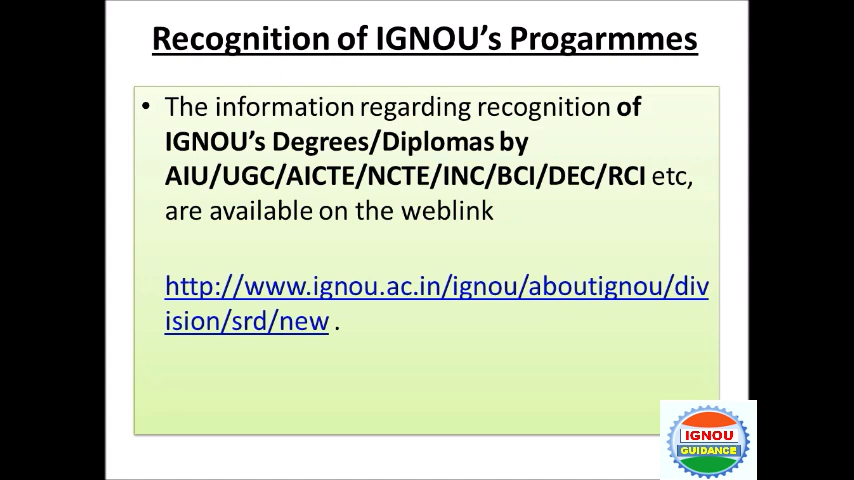 Recognition of IGNOU's Progarmmes
• The information regarding recognition of
IGNOU's Degrees/Diplomas by
AIU/UGC/AICTE/NCTE/INC/BCI/DEC/RCI etc,
are available on the weblink
http://www.ignou.ac.in/ignou/aboutignou/div
ision/srd/new .
IGNOU
GUIDANCE